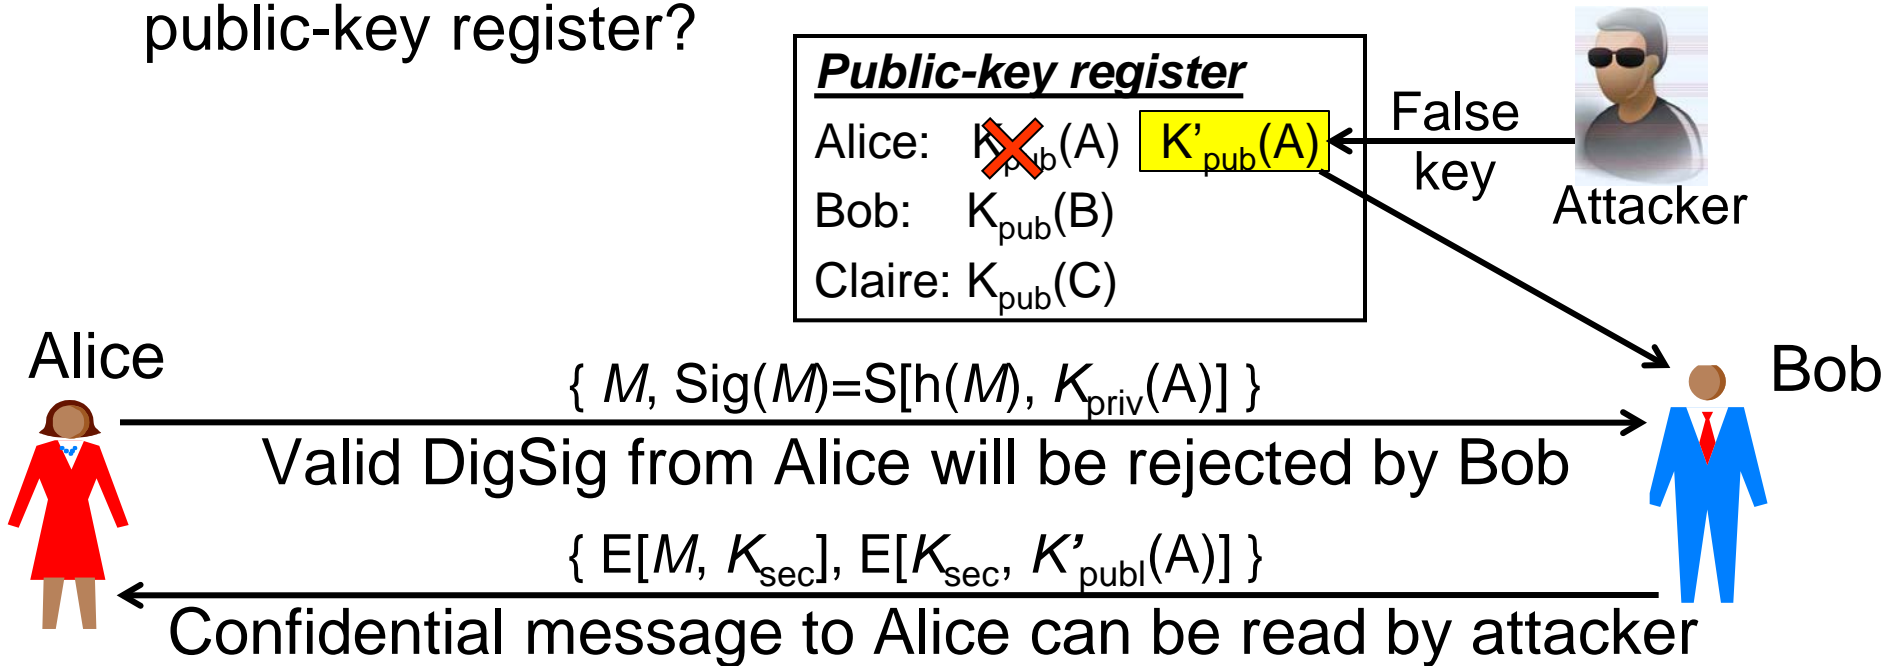 public-key register?
Public-key register
False
Alice: Kpub(A) K’pub(A)
key
Bob: Kpub(B)
Attacker
Claire: Kpub(C)
Alice
Bob
{ M, Sig(M)=S[h(M), Kpriv(A)] }
Valid DigSig from Alice will be rejected by Bob
{ E[M, Ksec], E[Ksec, K’publ(A)] }
Confidential message to Alice can be read by attacker